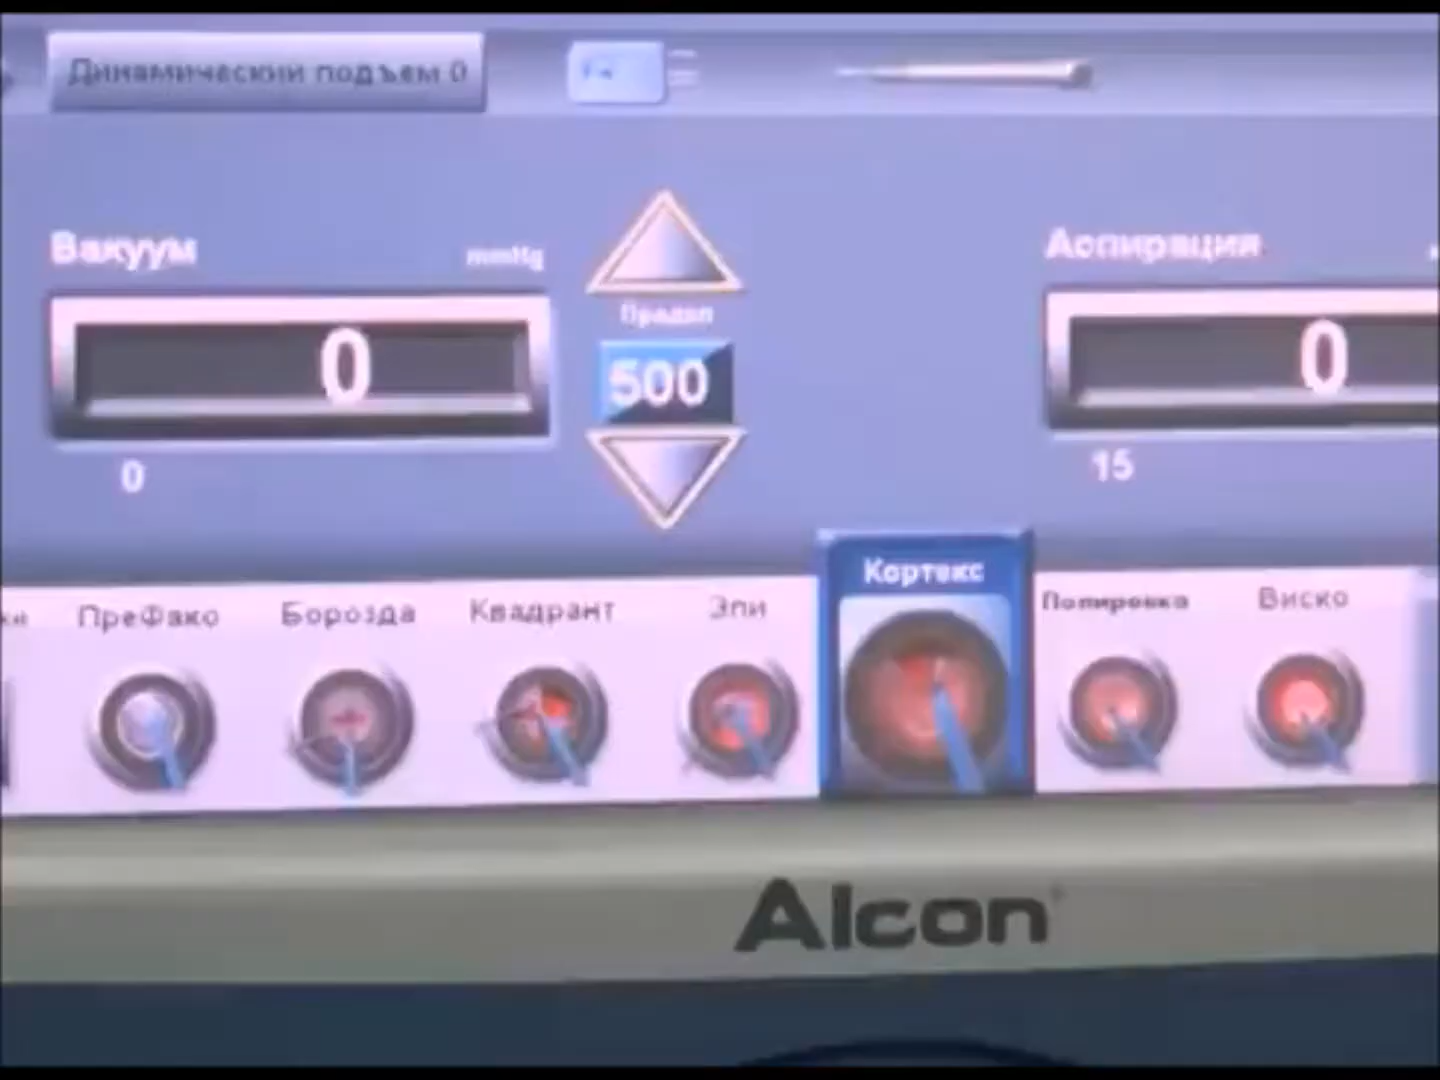 Динамический подъем 0
Вакуум
mmHg
0
0
Предел
500
Аспирация
0
15
ПреФако
Борозда
Квадрант
Эпи
Кортекс
Полировка
Виско
Alcon